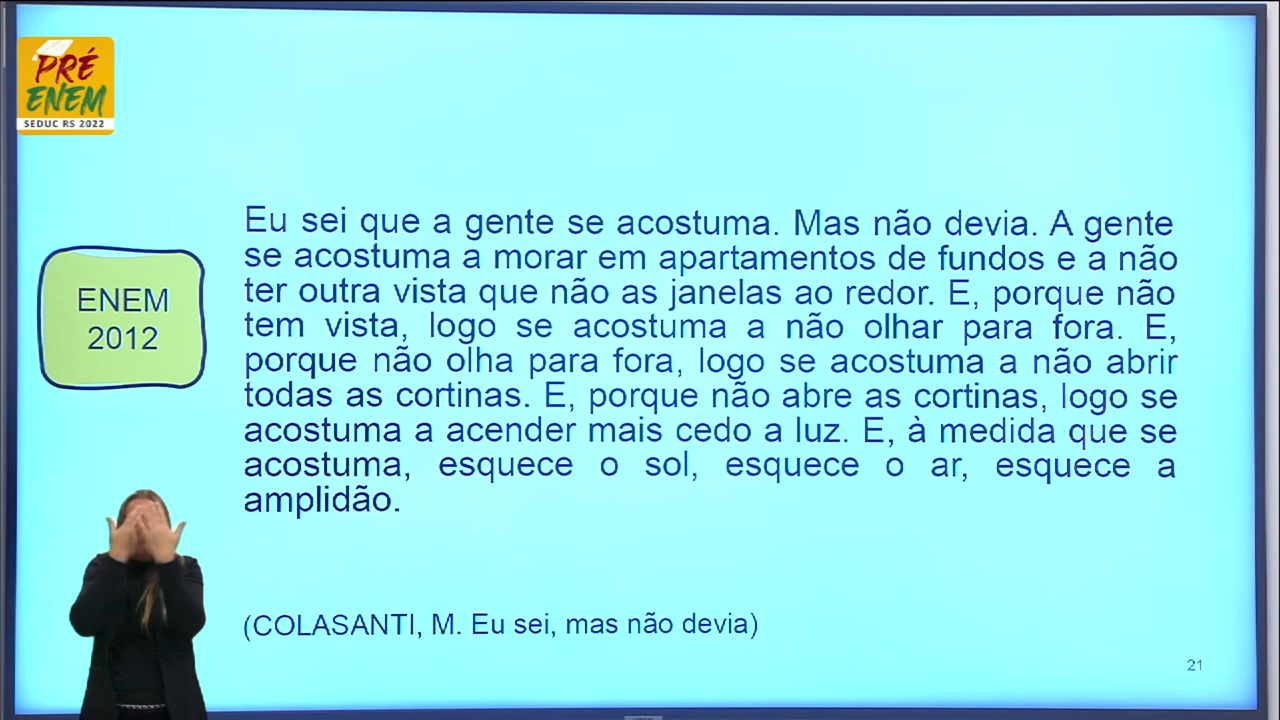 PRÉ
ENEM
SEDUC RS 2022
Eu sei que a gente se acostuma. Mas não devia. A gente
se acostuma a morar em apartamentos de fundos e a não
ter outra vista que não as janelas ao redor. E, porque não
tem vista, logo se acostuma a não olhar para fora. E,
porque não olha para fora, logo se acostuma a não abrir
todas as cortinas. E, porque não abre as cortinas, logo se
acostuma a acender mais cedo a luz. E, à medida que se
acostuma, esquece o sol, esquece o ar, esquece a
amplidão.
ENEM
2012
(COLASANTI, M. Eu sei, mas não devia)
21